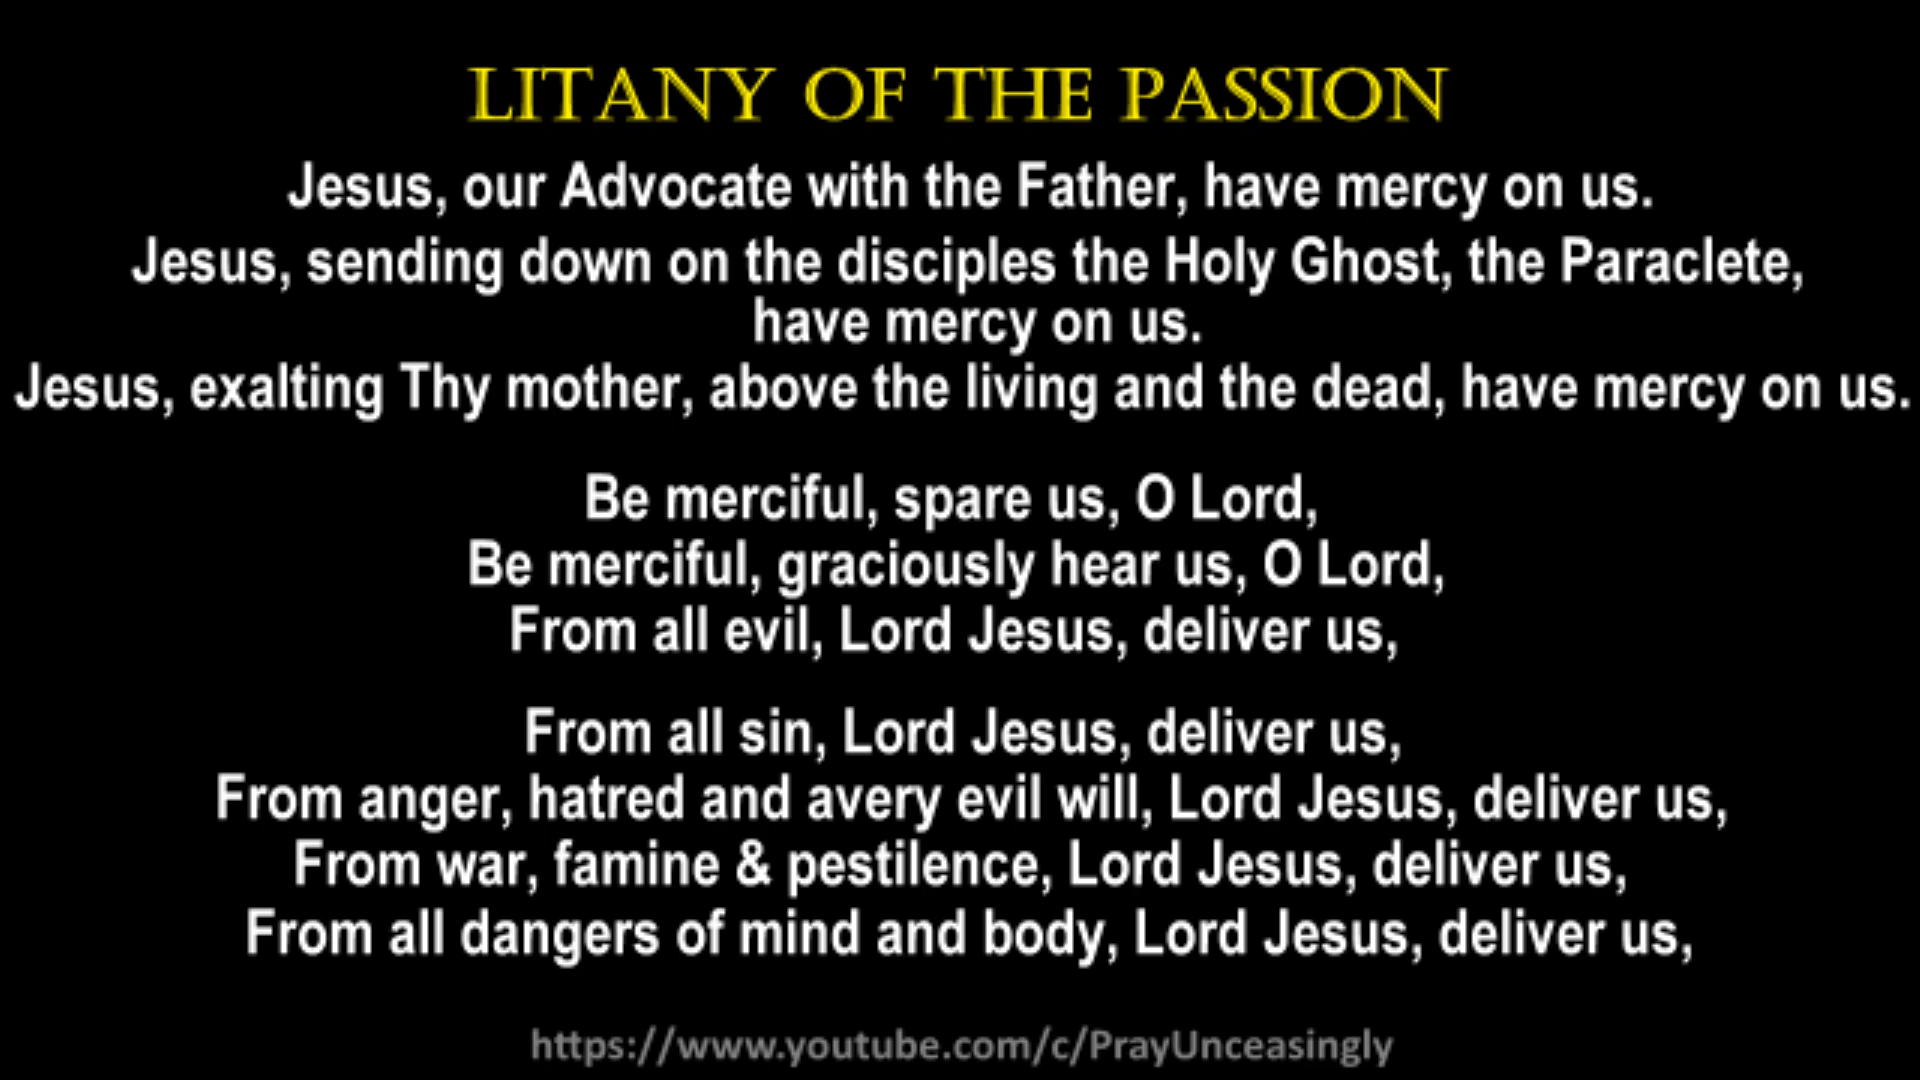 LITANY OF THE PASSION
Jesus, our Advocate with the Father, have mercy on us.
Jesus, sending down on the disciples the Holy Ghost, the Paraclete,
have mercy on us.
Jesus, exalting Thy mother, above the living and the dead, have mercy on us.
Be merciful, spare us, O Lord,
Be merciful, graciously hear us, O Lord,
From all evil, Lord Jesus, deliver us,
From all sin, Lord Jesus, deliver us,
From anger, hatred and avery evil will, Lord Jesus, deliver us,
From war, famine & pestilence, Lord Jesus, deliver us,
From all dangers of mind and body, Lord Jesus, deliver us,
https://www.youtube.com/c/PrayUnceasingly